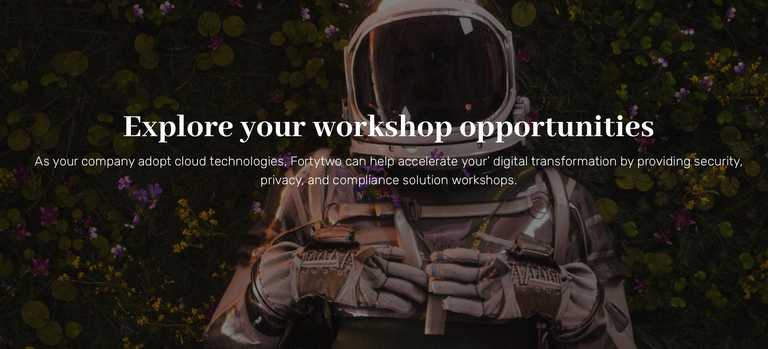 Explore your workshop opportunities
As your company adopt cloud technologies, Fortytwo can help accelerate your' digital transformation by providing security,
privacy, and compliance solution workshops.